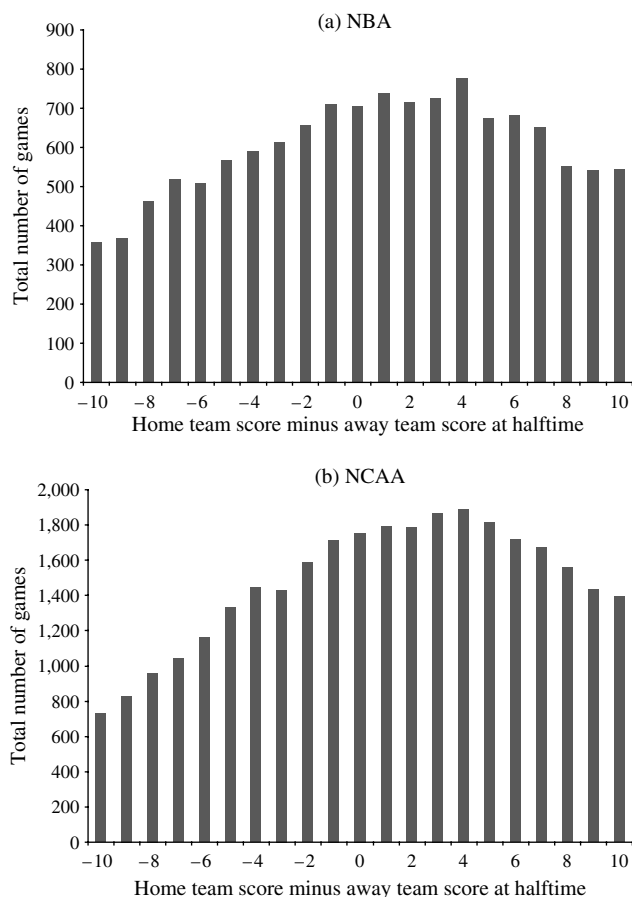 (a) NBA
Total number of games
900
800
700
600
500
400
300
200
100
0
−10 −8 −6 −4 −2 0 2 4 6 8 10
Home team score minus away team score at halftime
(b) NCAA
Total number of games
2,000
1,800
1,600
1,400
1,200
1,000
800
600
400
200
0
−10 −8 −6 −4 −2 0 2 4 6 8 10
Home team score minus away team score at halftime